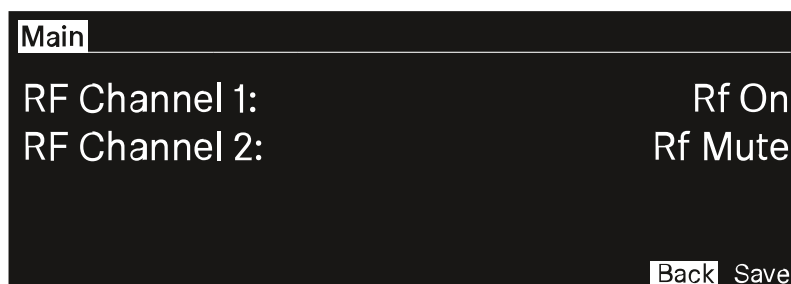 Main
RF Channel 1: Rf On
RF Channel 2: Rf Mute
Back Save